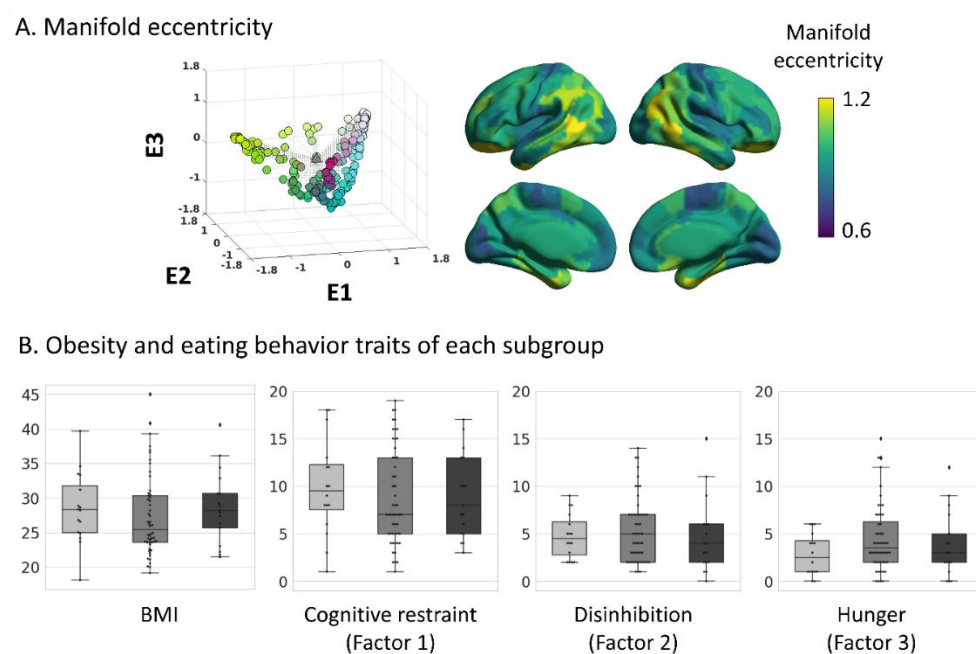 A. Manifold eccentricity
Manifold
eccentricity
1.2
0.6
1.8
1
0
-1
-1.8
E3
1.8
1
0
-1
-1.8
E2
-1.8
-1
0
1
1.8
E1
B. Obesity and eating behavior traits of each subgroup
45
40
35
30
25
20
BMI
20
15
10
5
0
Cognitive restraint
(Factor 1)
20
15
10
5
0
Disinhibition
(Factor 2)
20
15
10
5
0
Hunger
(Factor 3)